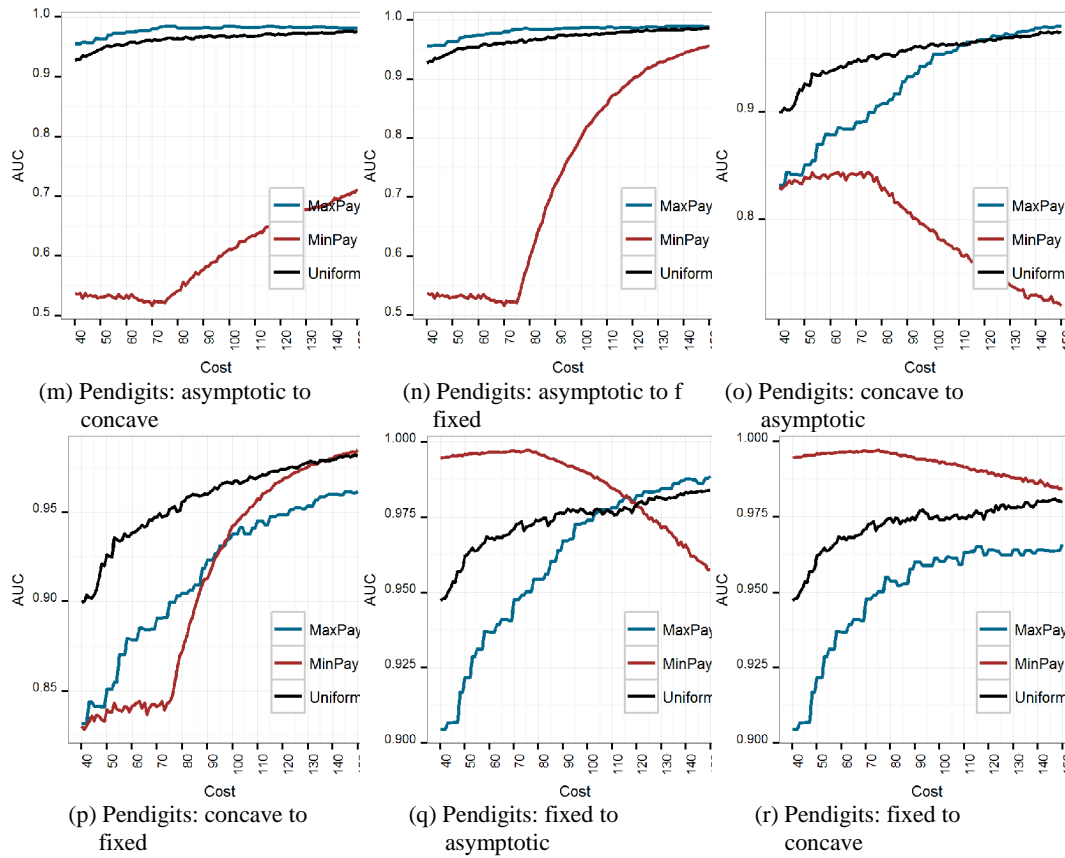 1.0
0.9
0.8
0.7
0.6
0.5
AUC
MaxPay
MinPay
Uniform
40 50 60 70 80 90 100 110 120 130 140
Cost
(m) Pendigits: asymptotic to
concave
1.0
0.9
0.8
0.7
0.6
0.5
AUC
MaxPay
MinPay
Uniform
40 50 60 70 80 90 100 110 120 130 140
Cost
(n) Pendigits: asymptotic to f
fixed
0.9
0.8
AUC
MaxPay
MinPay
Uniform
40 50 60 70 80 90 100 110 120 130 140
Cost
(o) Pendigits: concave to
asymptotic
0.95
0.90
0.85
AUC
MaxPay
MinPay
Uniform
40 50 60 70 80 90 100 110 120 130 140
Cost
(p) Pendigits: concave to
fixed
1.000
0.975
0.950
0.925
0.900
AUC
MaxPay
MinPay
Uniform
40 50 60 70 80 90 100 110 120 130 140
Cost
(q) Pendigits: fixed to
asymptotic
1.000
0.975
0.950
0.925
0.900
AUC
MaxPay
MinPay
Uniform
40 50 60 70 80 90 100 110 120 130 140
Cost
(r) Pendigits: fixed to
concave